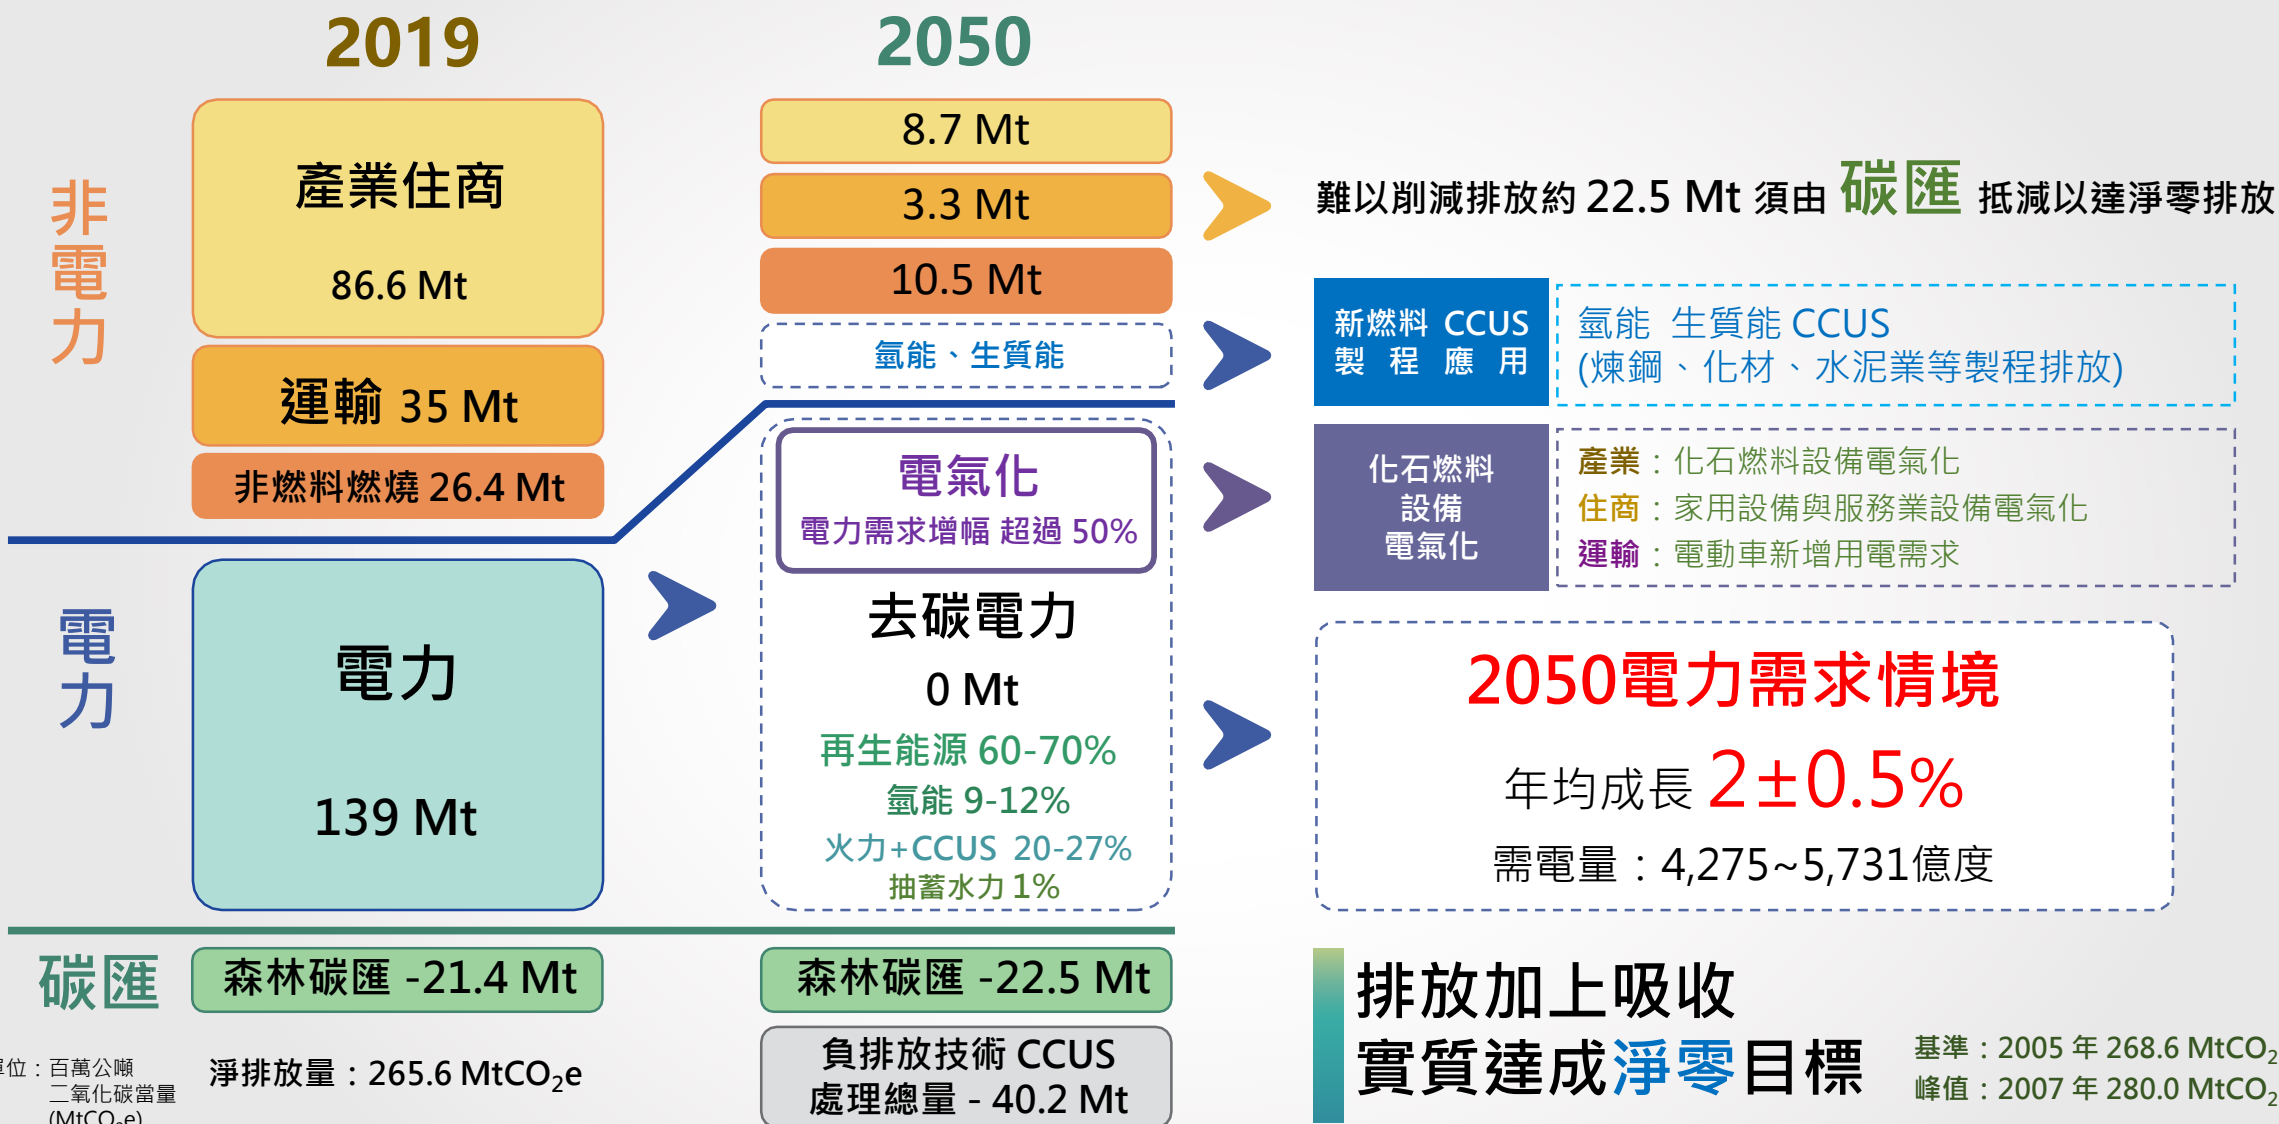 2019
2050
非電力
產業住商
86.6 Mt
運輸 35 Mt
非燃料燃燒 26.4 Mt
8.7 Mt
3.3 Mt
10.5 Mt
氫能、生質能
難以削減排放約 22.5 Mt 須由 碳匯 抵減以達淨零排放
新燃料 CCUS
製程應用
氫能 生質能 CCUS
(煉鋼、化材、水泥業等製程排放)
電力
電力
139 Mt
電氣化
電力需求增幅 超過 50%
去碳電力
0 Mt
再生能源 60-70%
氫能 9-12%
火力+CCUS 20-27%
抽蓄水力 1%
化石燃料
設備
電氣化
產業：化石燃料設備電氣化
住商：家用設備與服務業設備電氣化
運輸：電動車新增用電需求
2050電力需求情境
年均成長 2±0.5%
需電量：4,275~5,731億度
碳匯
森林碳匯 -21.4 Mt
森林碳匯 -22.5 Mt
負排放技術 CCUS
處理總量 - 40.2 Mt
單位：百萬公噸
二氧化碳當量
(MtCO₂e)
淨排放量：265.6 MtCO₂e
排放加上吸收
實質達成淨零目標
基準：2005 年 268.6 MtCO₂
峰值：2007 年 280.0 MtCO₂